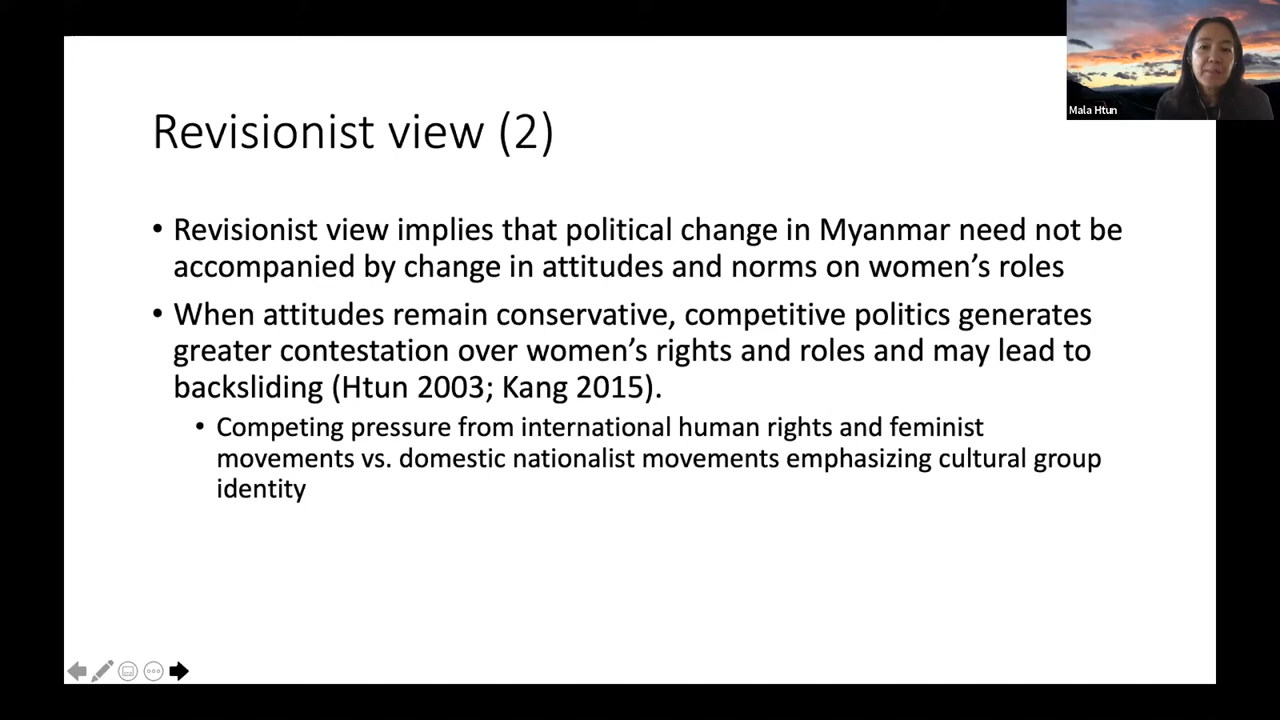 Mala Htun
Revisionist view (2)
• Revisionist view implies that political change in Myanmar need not be
accompanied by change in attitudes and norms on women’s roles
• When attitudes remain conservative, competitive politics generates
greater contestation over women’s rights and roles and may lead to
backsliding (Htun 2003; Kang 2015).
• Competing pressure from international human rights and feminist
movements vs. domestic nationalist movements emphasizing cultural group
identity